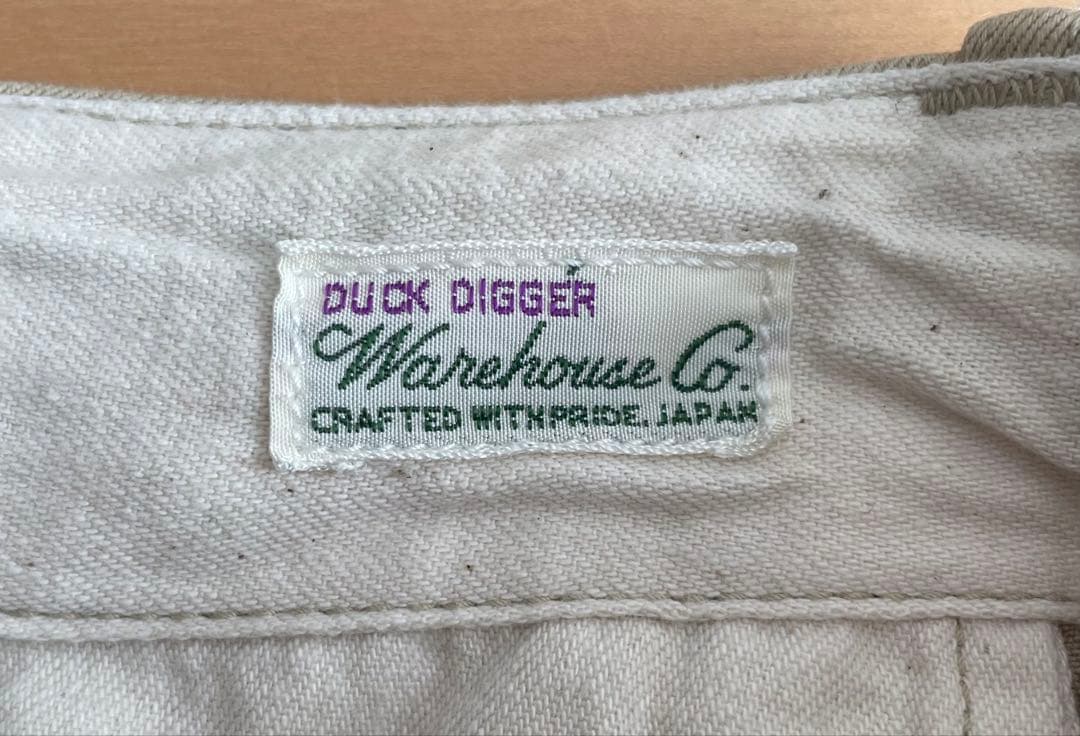 DUCK DIGGER
Warehouse Co.
CRAFTED WITH PRIDE. JAPAN